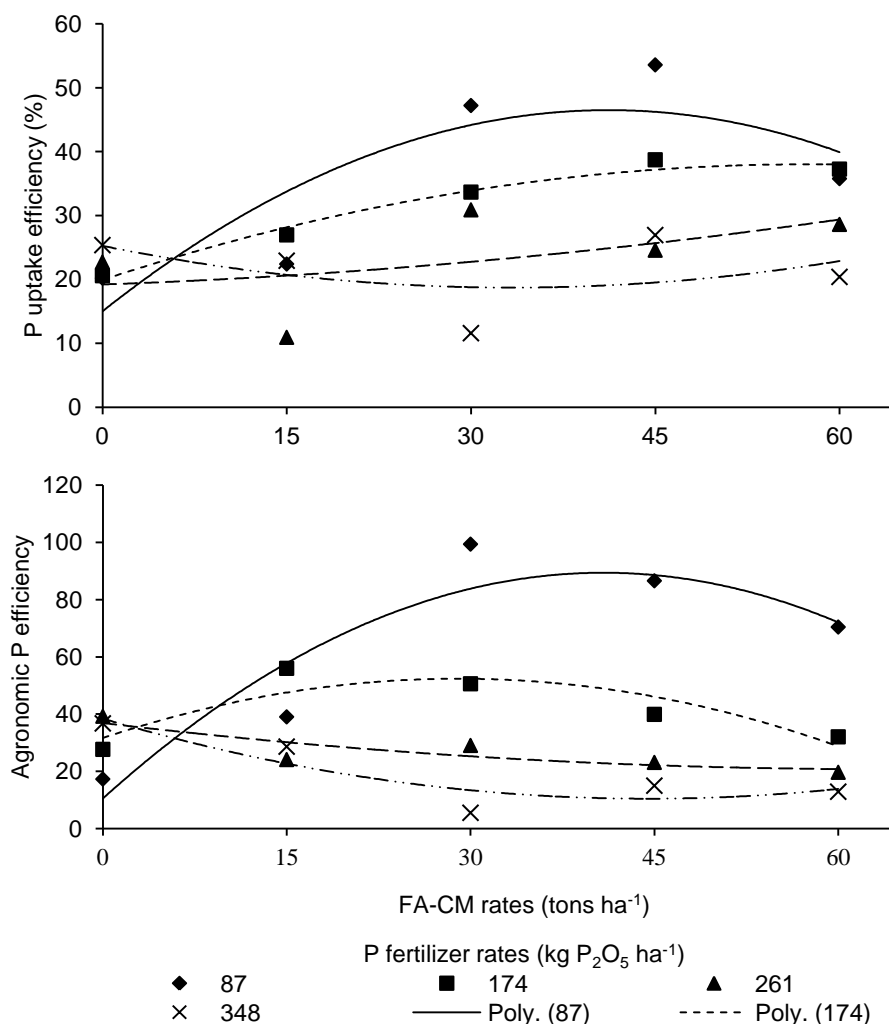 60
50
40
30
20
10
0
P uptake efficiency (%)
0 15 30 45 60
120
100
80
60
40
20
0
Agronomic P efficiency
0 15 30 45 60
FA-CM rates (tons ha⁻¹)
P fertilizer rates (kg P₂O₅ ha⁻¹)
87 174 261
348 Poly. (87) Poly. (174)